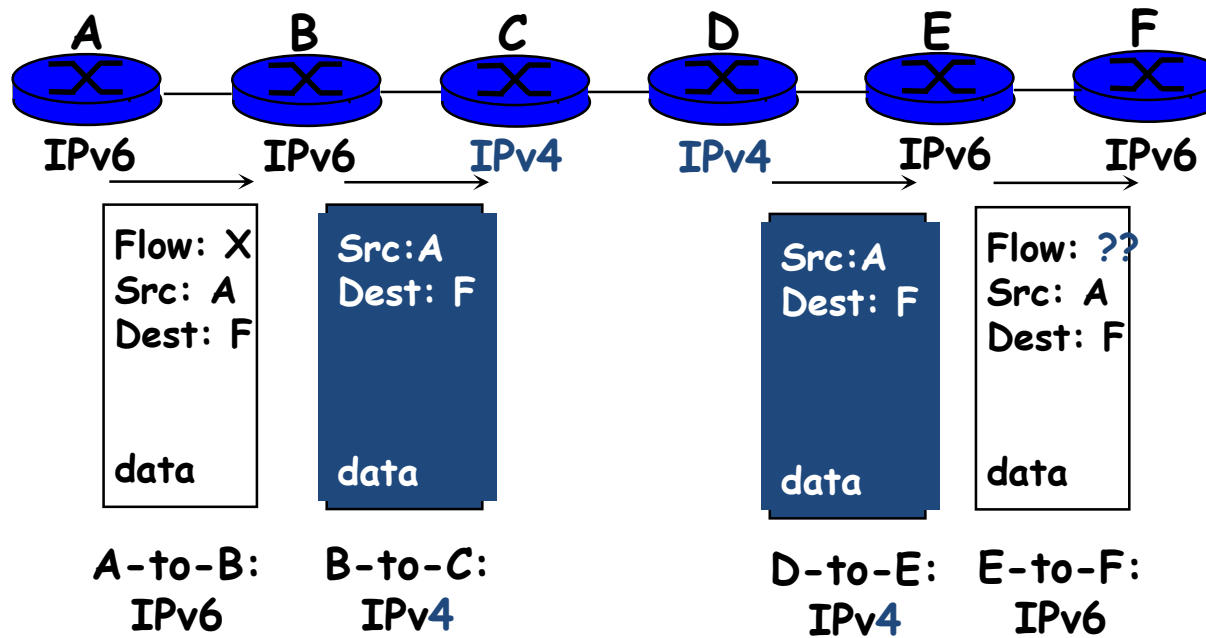 A B C D E F
IPv6 IPv6 IPv4 IPv4 IPv6 IPv6
Flow: X
Src: A
Dest: F
data
Src:A
Dest: F
data
Src:A
Dest: F
data
Flow: ??
Src: A
Dest: F
data
A-to-B:
IPv6
B-to-C:
IPv4
D-to-E:
IPv4
E-to-F:
IPv6